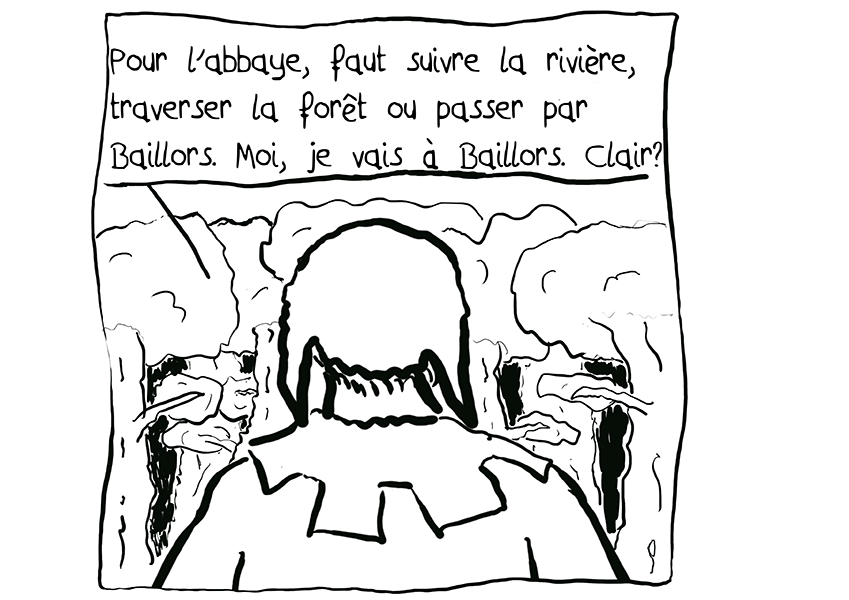 Pour l'abbaye, faut suivre la rivière,
traverser la forêt ou passer par
Baillors. Moi, je vais à Baillors. Clair?